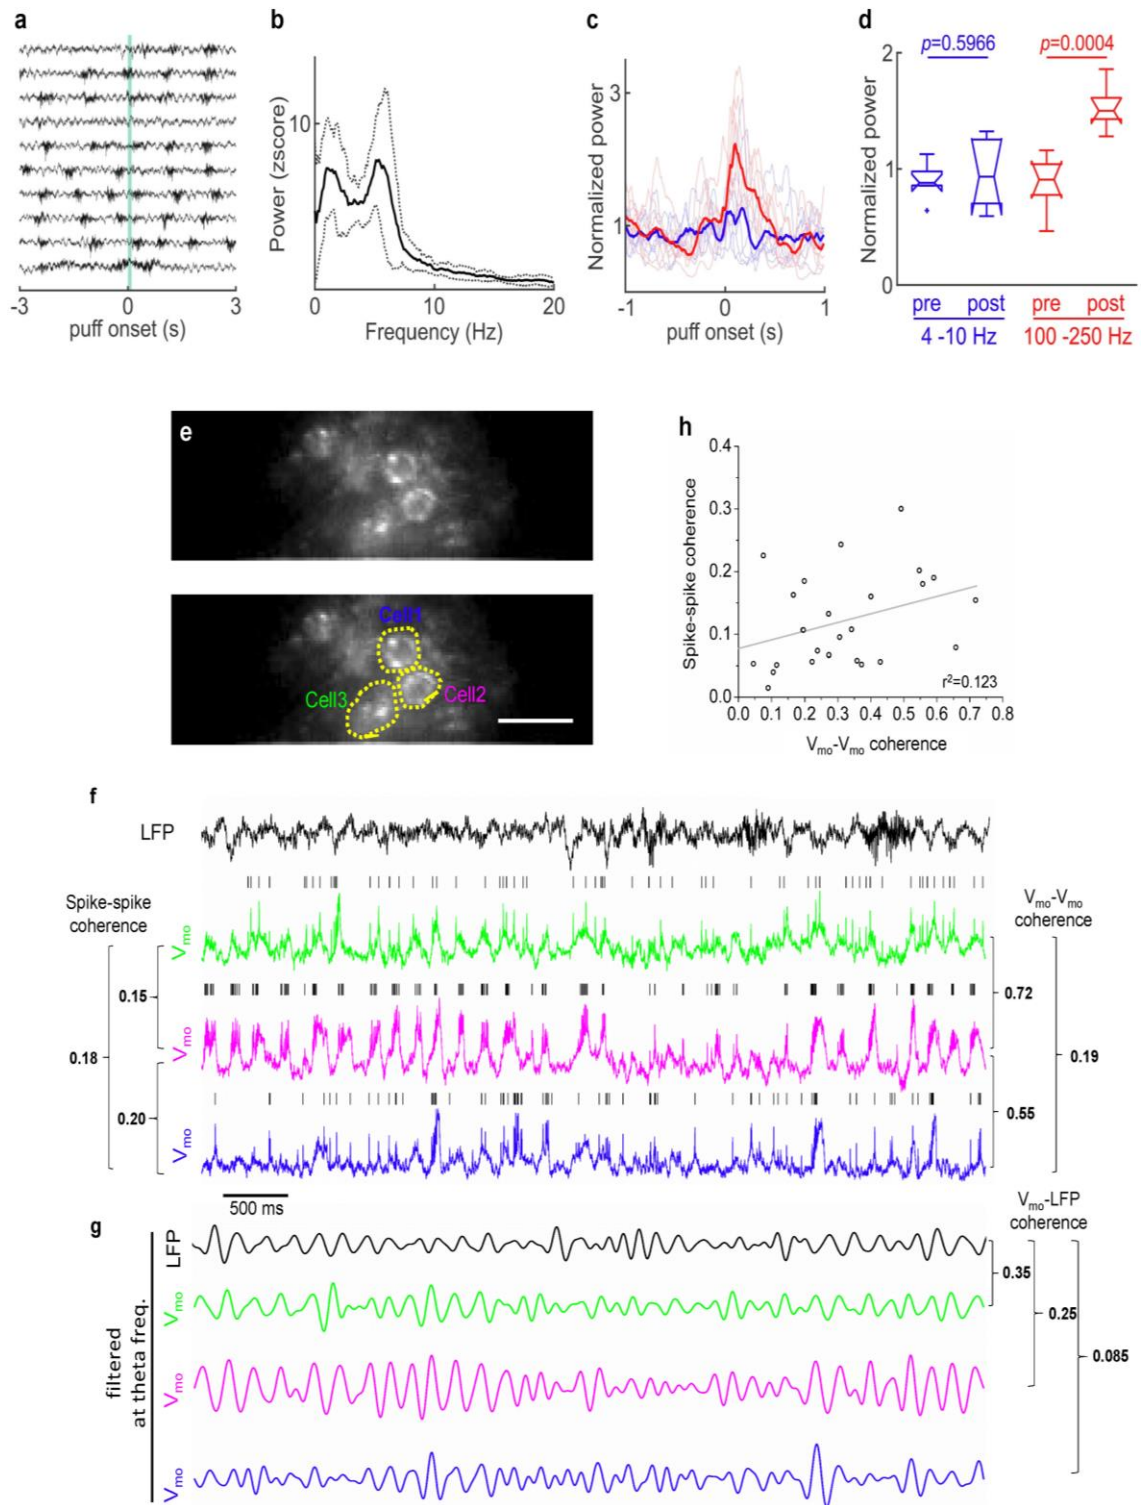 a
-3
0
3
puff onset (s)
b
Power (zscore)
10
0
10
20
Frequency (Hz)
c
Normalized power
3
1
-1
0
1
puff onset (s)
d
Normalized power
2
1
0
p=0.5966
p=0.0004
pre post
pre post
4 -10 Hz
100 -250 Hz
e
Cell1
Cell2
Cell3
h
Spike-spike coherence
0.4
0.3
0.2
0.1
0.0
0.0 0.1 0.2 0.3 0.4 0.5 0.6 0.7 0.8
r²=0.123
Vmo-Vmo coherence
f
LFP
Spike-spike
coherence
0.15
0.18
0.20
Vmo
Vmo
Vmo
Vmo-Vmo
coherence
0.72
0.19
0.55
500 ms
g
filtered
at theta freq.
LFP
Vmo
Vmo
Vmo
Vmo-LFP
coherence
0.35
0.25
0.085